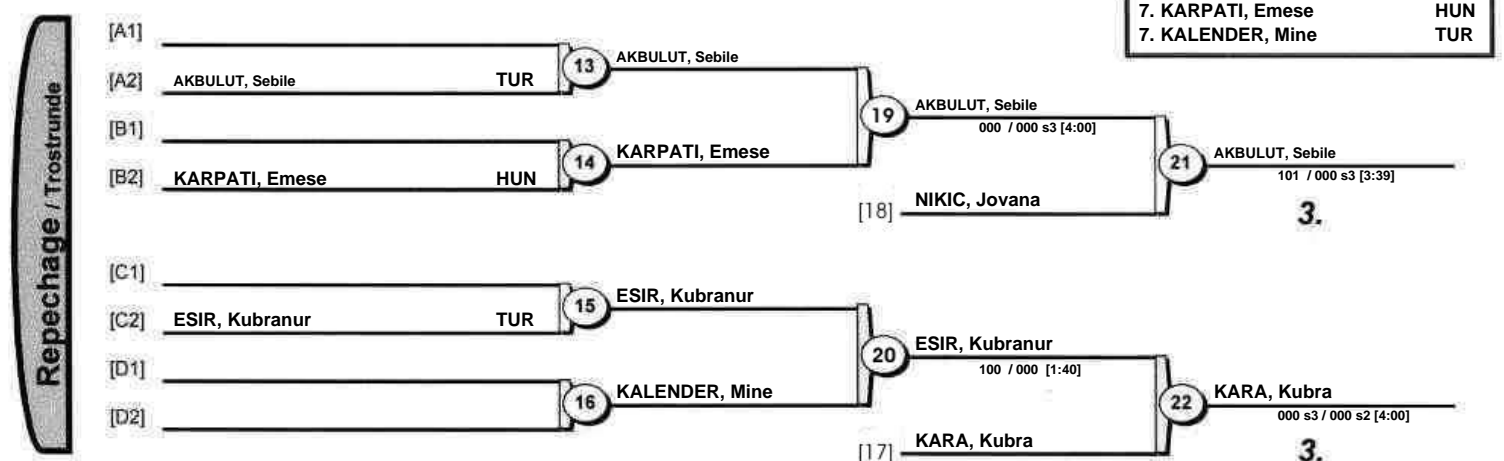 7. KARPATI, Emese HUN
7. KALENDER, Mine TUR
Repechage / Trostrunde
[A1]
[A2] AKBULUT, Sebile TUR
13 AKBULUT, Sebile
[B1]
[B2] KARPATI, Emese HUN
14 KARPATI, Emese
19 AKBULUT, Sebile
000 / 000 s3 [4:00]
[18] NIKIC, Jovana
21 AKBULUT, Sebile
101 / 000 s3 [3:39]
3.
[C1]
[C2] ESIR, Kubranur TUR
15 ESIR, Kubranur
[D1]
[D2]
16 KALENDER, Mine
20 ESIR, Kubranur
100 / 000 [1:40]
[17] KARA, Kubra
22 KARA, Kubra
000 s3 / 000 s2 [4:00]
3.